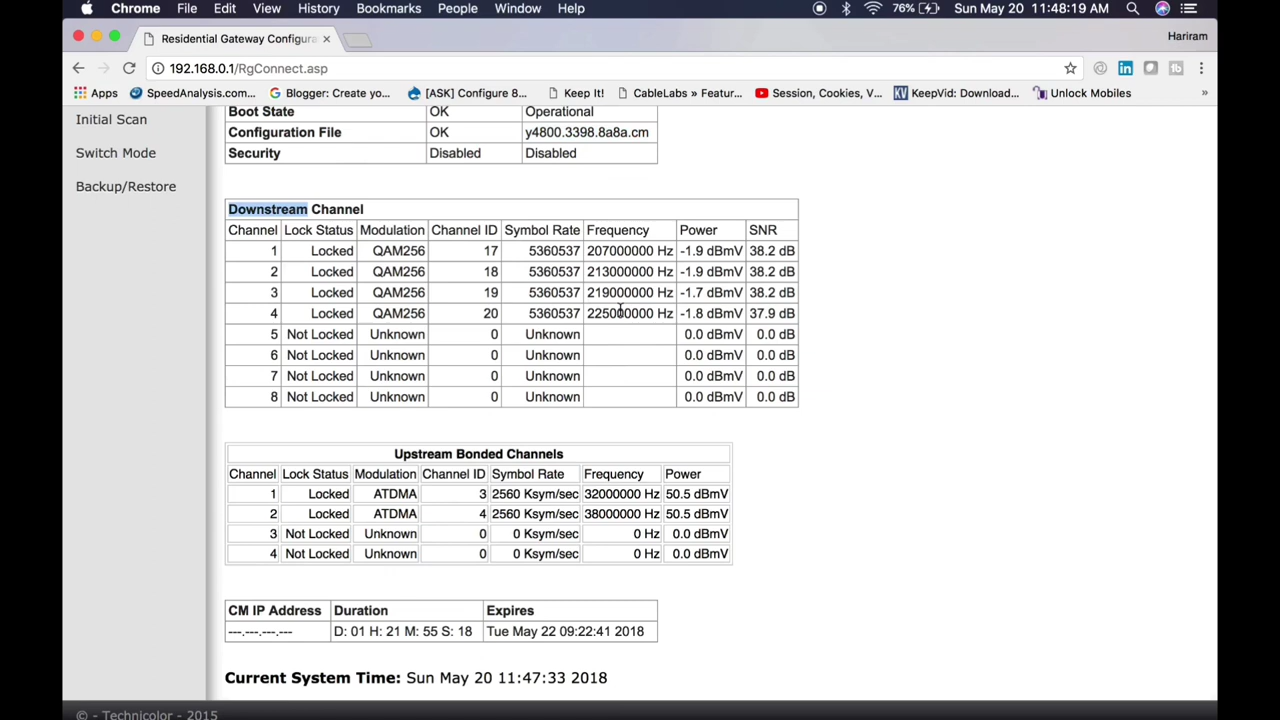 Chrome File Edit View History Bookmarks People Window Help 76% Sun May 20 11:48:19 AM
Residential Gateway Configura × Hariram
192.168.0.1/RgConnect.asp
Apps SpeedAnalysis.com... Blogger: Create yo... [ASK] Configure 8... Keep It! CableLabs » Featur... Session, Cookies, V... KeepVid: Download... Unlock Mobiles »
Initial Scan
Switch Mode
Backup/Restore
Boot State OK Operational
Configuration File OK y4800.3398.8a8a.cm
Security Disabled Disabled
Downstream Channel
Channel Lock Status Modulation Channel ID Symbol Rate Frequency Power SNR
1 Locked QAM256 17 5360537 207000000 Hz -1.9 dBmV 38.2 dB
2 Locked QAM256 18 5360537 213000000 Hz -1.9 dBmV 38.2 dB
3 Locked QAM256 19 5360537 219000000 Hz -1.7 dBmV 38.2 dB
4 Locked QAM256 20 5360537 225000000 Hz -1.8 dBmV 37.9 dB
5 Not Locked Unknown 0 Unknown 0.0 dBmV 0.0 dB
6 Not Locked Unknown 0 Unknown 0.0 dBmV 0.0 dB
7 Not Locked Unknown 0 Unknown 0.0 dBmV 0.0 dB
8 Not Locked Unknown 0 Unknown 0.0 dBmV 0.0 dB
Upstream Bonded Channels
Channel Lock Status Modulation Channel ID Symbol Rate Frequency Power
1 Locked ATDMA 3 2560 Ksym/sec 32000000 Hz 50.5 dBmV
2 Locked ATDMA 4 2560 Ksym/sec 38000000 Hz 50.5 dBmV
3 Not Locked Unknown 0 0 Ksym/sec 0 Hz 0.0 dBmV
4 Not Locked Unknown 0 0 Ksym/sec 0 Hz 0.0 dBmV
CM IP Address Duration Expires
---.---.---.--- D: 01 H: 21 M: 55 S: 18 Tue May 22 09:22:41 2018
Current System Time: Sun May 20 11:47:33 2018
© - Technicolor - 2015